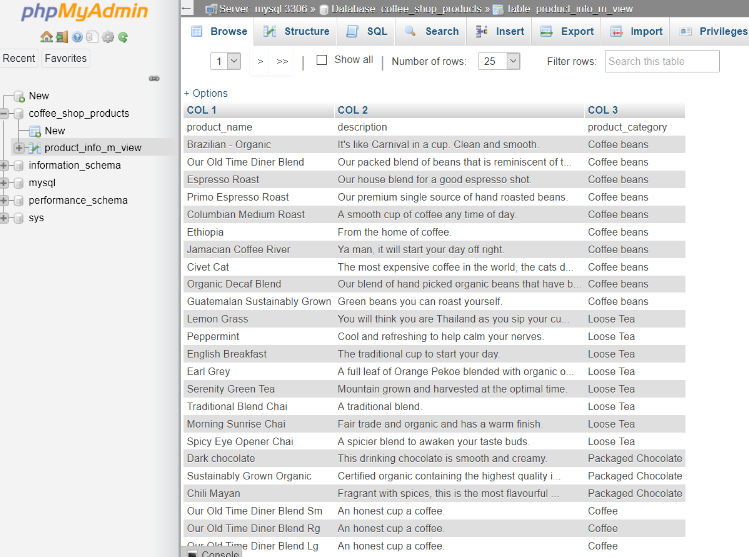 phpMyAdmin
Recent Favorites
New
coffee_shop_products
New
product_info_m_view
information_schema
mysql
performance_schema
sys
Server: mysql:3306 » Database: coffee_shop_products » Table: product_info_m_view
Browse Structure SQL Search Insert Export Import Privileges
1 > >> Show all Number of rows: 25 Filter rows: Search this table
+ Options
COL 1 COL 2 COL 3
product_name description product_category
Brazilian - Organic It's like Carnival in a cup. Clean and smooth. Coffee beans
Our Old Time Diner Blend Our packed blend of beans that is reminiscent of t... Coffee beans
Espresso Roast Our house blend for a good espresso shot. Coffee beans
Primo Espresso Roast Our premium single source of hand roasted beans. Coffee beans
Columbian Medium Roast A smooth cup of coffee any time of day. Coffee beans
Ethiopia From the home of coffee. Coffee beans
Jamacian Coffee River Ya man, it will start your day off right. Coffee beans
Civet Cat The most expensive coffee in the world, the cats d... Coffee beans
Organic Decaf Blend Our blend of hand picked organic beans that have b... Coffee beans
Guatemalan Sustainably Grown Green beans you can roast yourself. Coffee beans
Lemon Grass You will think you are Thailand as you sip your cu... Loose Tea
Peppermint Cool and refreshing to help calm your nerves. Loose Tea
English Breakfast The traditional cup to start your day. Loose Tea
Earl Grey A full leaf of Orange Pekoe blended with organic o... Loose Tea
Serenity Green Tea Mountain grown and harvested at the optimal time. Loose Tea
Traditional Blend Chai A traditional blend. Loose Tea
Morning Sunrise Chai Fair trade and organic and has a warm finish. Loose Tea
Spicy Eye Opener Chai A spicier blend to awaken your taste buds. Loose Tea
Dark chocolate This drinking chocolate is smooth and creamy. Packaged Chocolate
Sustainably Grown Organic Certified organic containing the highest quality i... Packaged Chocolate
Chili Mayan Fragrant with spices, this is the most flavourful ... Packaged Chocolate
Our Old Time Diner Blend Sm An honest cup a coffee. Coffee
Our Old Time Diner Blend Rg An honest cup a coffee. Coffee
Our Old Time Diner Blend Lg An honest cup a coffee. Coffee
Console